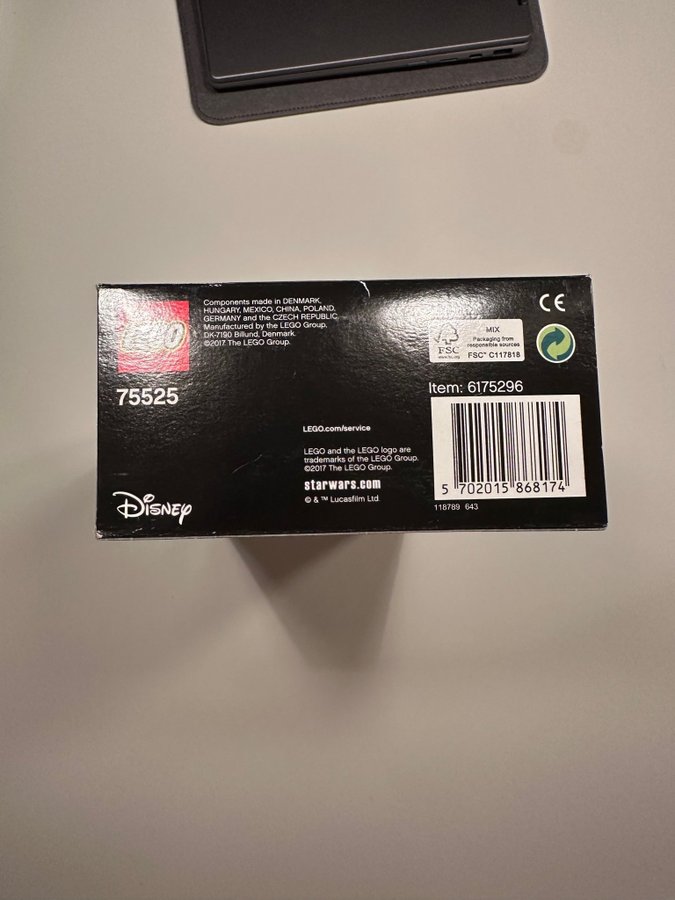 LEGO
75525
Components made in DENMARK,
HUNGARY, MEXICO, CHINA, POLAND,
GERMANY and the CZECH REPUBLIC.
Manufactured by the LEGO Group.
DK-7190 Billund, Denmark.
©2017 The LEGO Group.
CE
FSC
www.fsc.org
MIX
Packaging from
responsible sources
FSC™ C117818
Item: 6175296
5 702015 868174
118789 643
LEGO.com/service
LEGO and the LEGO logo are
trademarks of the LEGO Group.
©2017 The LEGO Group.
starwars.com
© & ™ Lucasfilm Ltd.
Disney